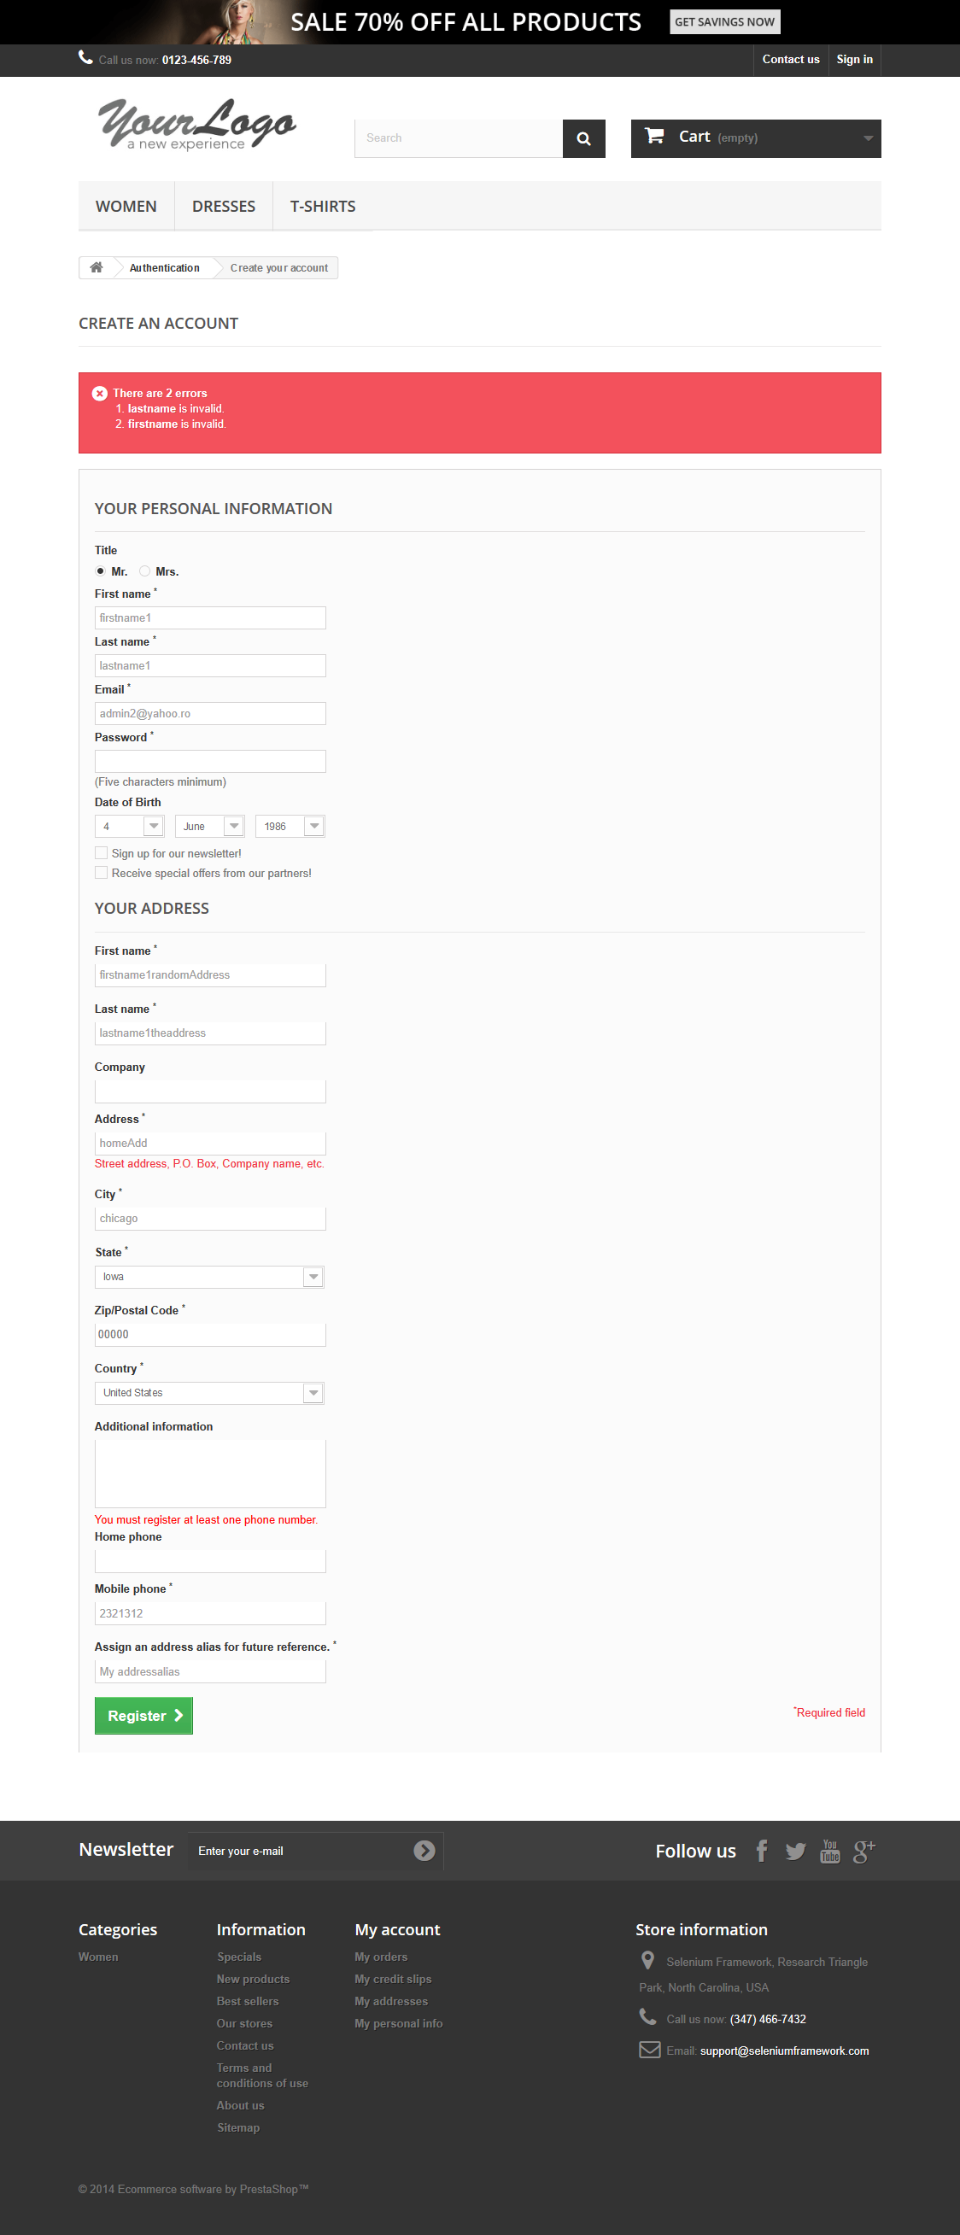 SALE 70% OFF ALL PRODUCTS GET SAVINGS NOW
Call us now: 0123-456-789 Contact us Sign in
YourLogo
a new experience
Search Cart (empty)
WOMEN DRESSES T-SHIRTS
Authentication Create your account
CREATE AN ACCOUNT
There are 2 errors
1. lastname is invalid.
2. firstname is invalid.
YOUR PERSONAL INFORMATION
Title
Mr. Mrs.
First name *
firstname1
Last name *
lastname1
Email *
admin2@yahoo.ro
Password *
(Five characters minimum)
Date of Birth
4 June 1986
Sign up for our newsletter!
Receive special offers from our partners!
YOUR ADDRESS
First name *
firstname1randomAddress
Last name *
lastname1theaddress
Company
Address *
homeAdd
Street address, P.O. Box, Company name, etc.
City *
chicago
State *
Iowa
Zip/Postal Code *
00000
Country *
United States
Additional information
You must register at least one phone number.
Home phone
Mobile phone *
2321312
Assign an address alias for future reference. *
My addressalias
Register *Required field
Newsletter Enter your e-mail Follow us You Tube
Categories Information My account Store information
Women Specials My orders Selenium Framework, Research Triangle
New products My credit slips Park, North Carolina, USA
Best sellers My addresses Call us now: (347) 466-7432
Our stores My personal info
Contact us Email: support@seleniumframework.com
Terms and
conditions of use
About us
Sitemap
© 2014 Ecommerce software by PrestaShop™